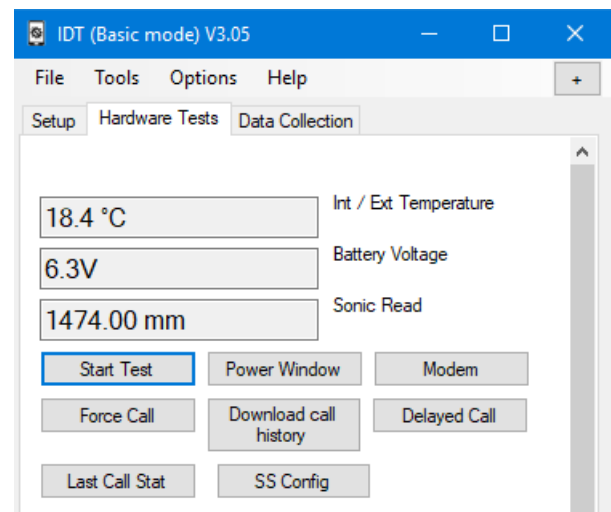 IDT (Basic mode) V3.05
File Tools Options Help +
Setup Hardware Tests Data Collection
18.4 °C Int / Ext Temperature
6.3V Battery Voltage
1474.00 mm Sonic Read
Start Test Power Window Modem
Force Call Download call history Delayed Call
Last Call Stat SS Config